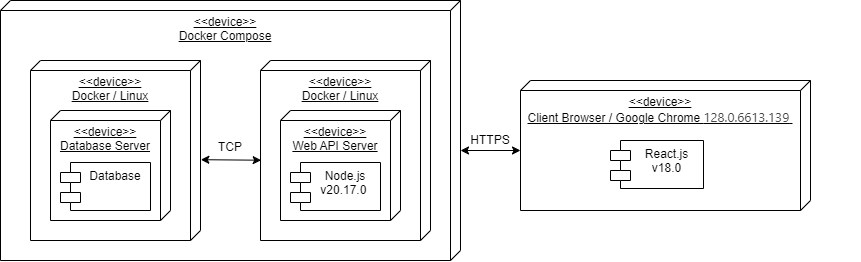 <<device>>
Docker Compose
<<device>>
Docker / Linux
<<device>>
Database Server
Database
TCP
<<device>>
Docker / Linux
<<device>>
Web API Server
Node.js
v20.17.0
HTTPS
<<device>>
Client Browser / Google Chrome 128.0.6613.139
React.js
v18.0